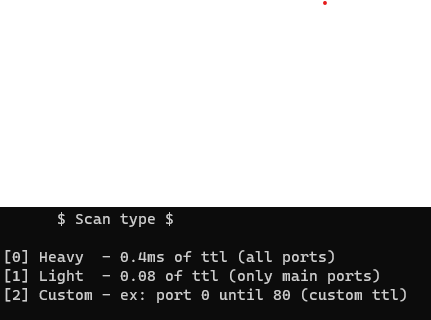 $ Scan type $
[0] Heavy  - 0.4ms of ttl (all ports)
[1] Light  - 0.08 of ttl (only main ports)
[2] Custom - ex: port 0 until 80 (custom ttl)